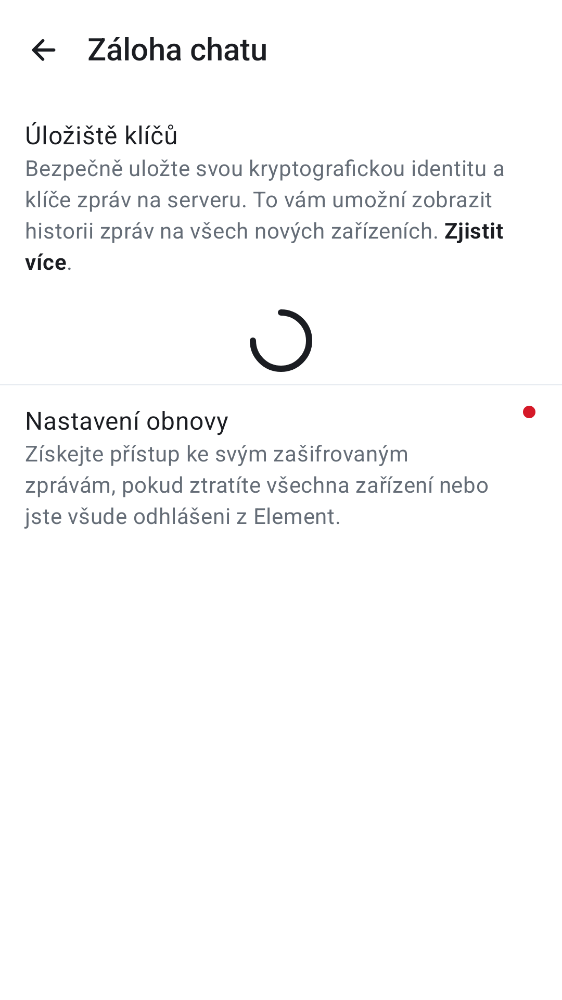 Záloha chatu
Úložiště klíčů
Bezpečně uložte svou kryptografickou identitu a
klíče zpráv na serveru. To vám umožní zobrazit
historii zpráv na všech nových zařízeních. Zjistit
více.
Nastavení obnovy
Získejte přístup ke svým zašifrovaným
zprávám, pokud ztratíte všechna zařízení nebo
jste všude odhlášeni z Element.